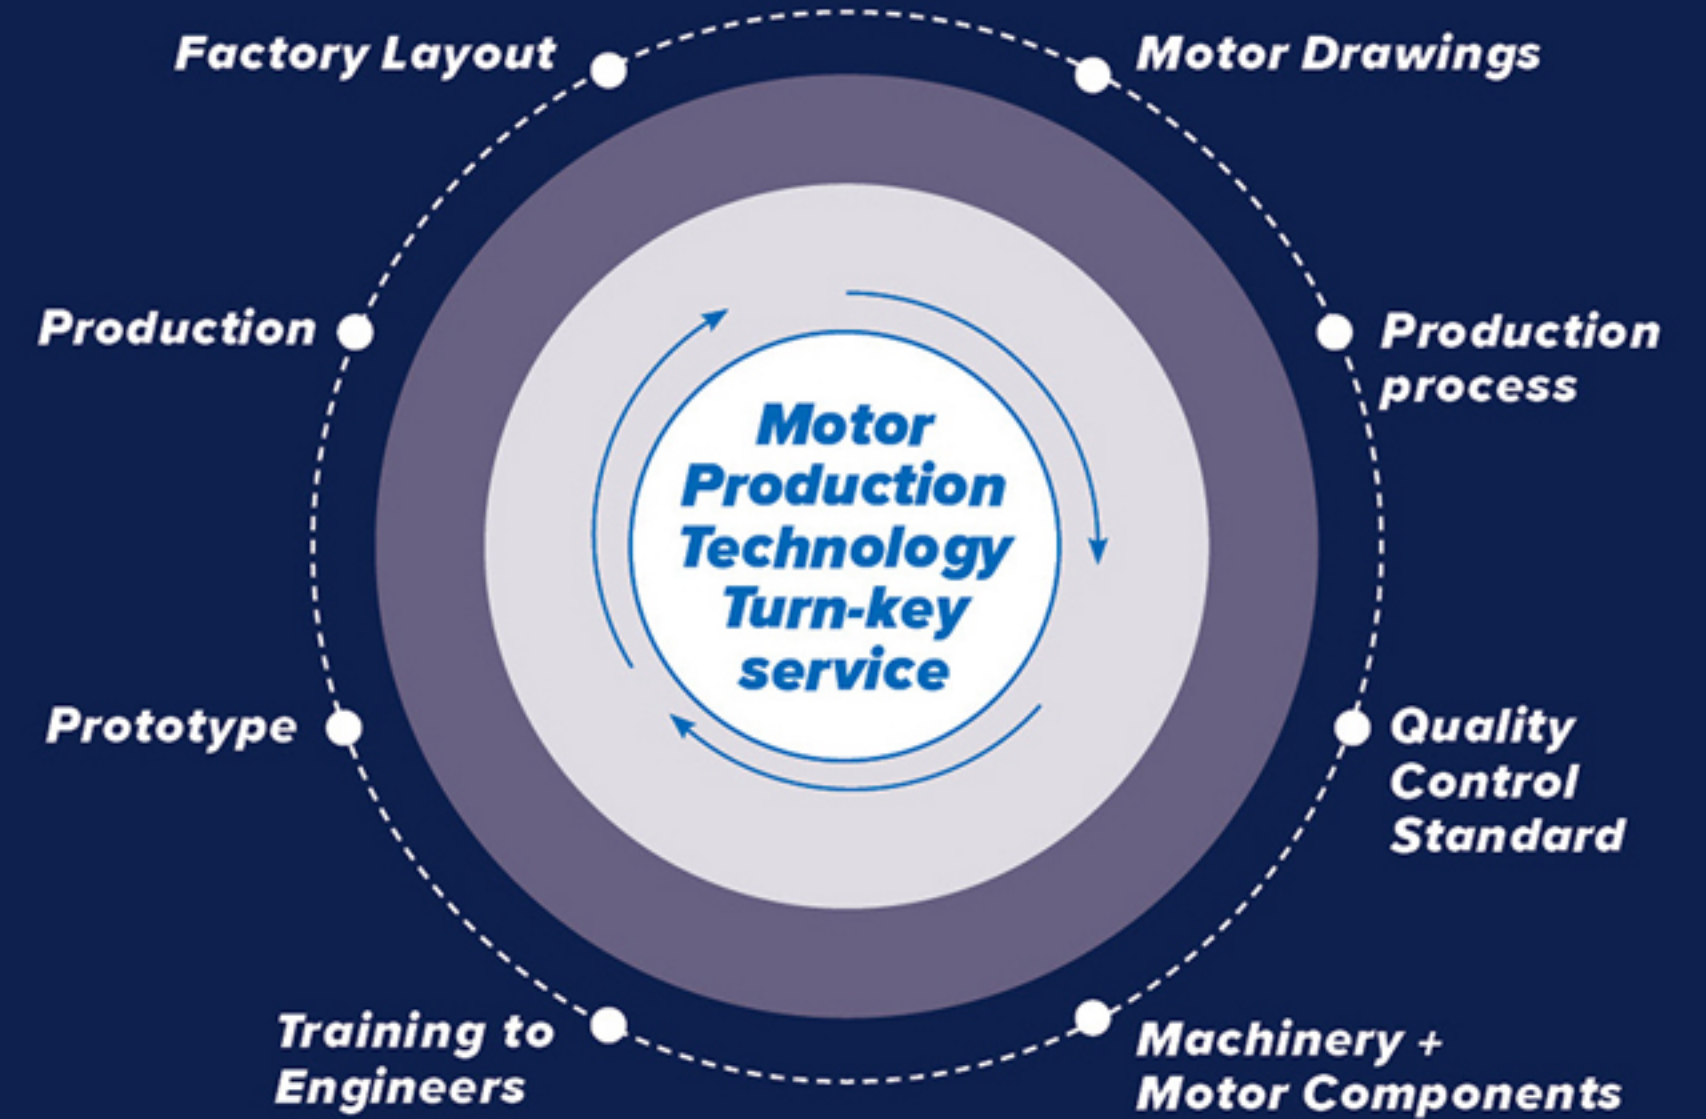 Factory Layout
Motor Drawings
Production
Production
process
Motor
Production
Technology
Turn-key
service
Prototype
Quality
Control
Standard
Training to
Engineers
Machinery +
Motor Components